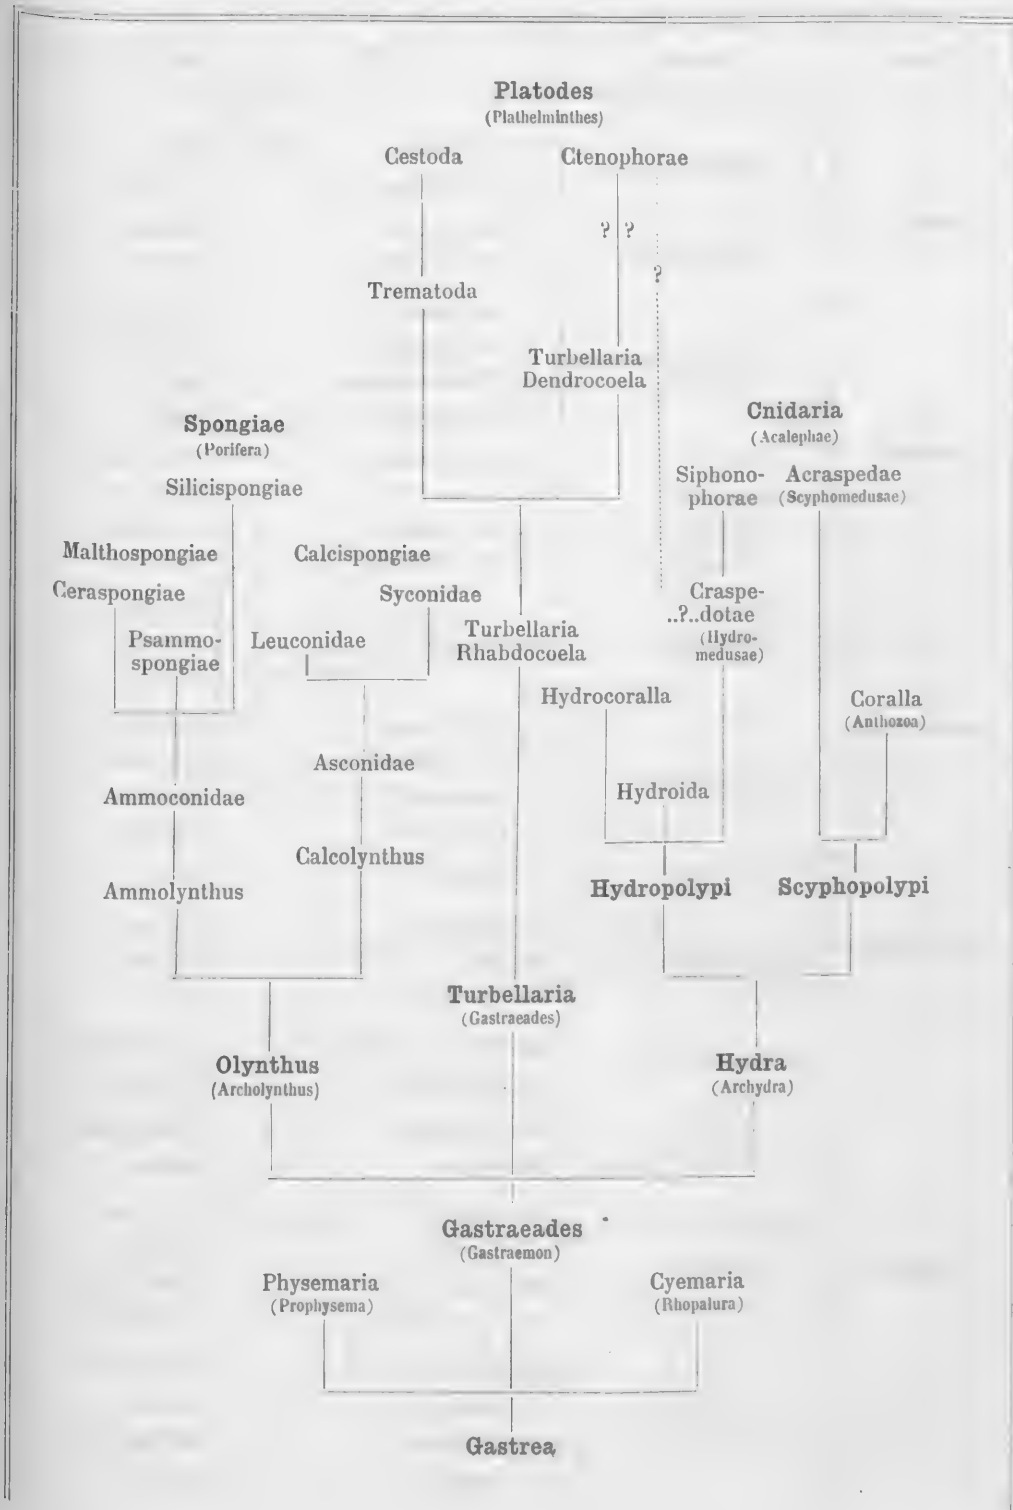 Platodes
(Plathelminthes)
Cestoda
Ctenophorae
? ?
?
Trematoda
Turbellaria
Dendrocoela
Spongiae
(Porifera)
Silicispongiae
Malthospongiae
Ceraspongiae
Psammo-
spongiae
Calcispongiae
Syconidae
Leuconidae
Turbellaria
Rhabdocoela
Cnidaria
(Acalephae)
Siphono-
phorae
Acraspedae
(Scyphomedusae)
Craspe-
..?..dotae
(Hydro-
medusae)
Hydrocoralla
Coralla
(Anthozoa)
Hydroida
Asconidae
Ammoconidae
Calcolynthus
Ammolynthus
Hydropolypi
Scyphopolypi
Turbellaria
(Gastraeades)
Olynthus
(Archolynthus)
Hydra
(Archydra)
Gastraeades
(Gastraemon)
Physemaria
(Prophysema)
Cyemaria
(Rhopalura)
Gastrea